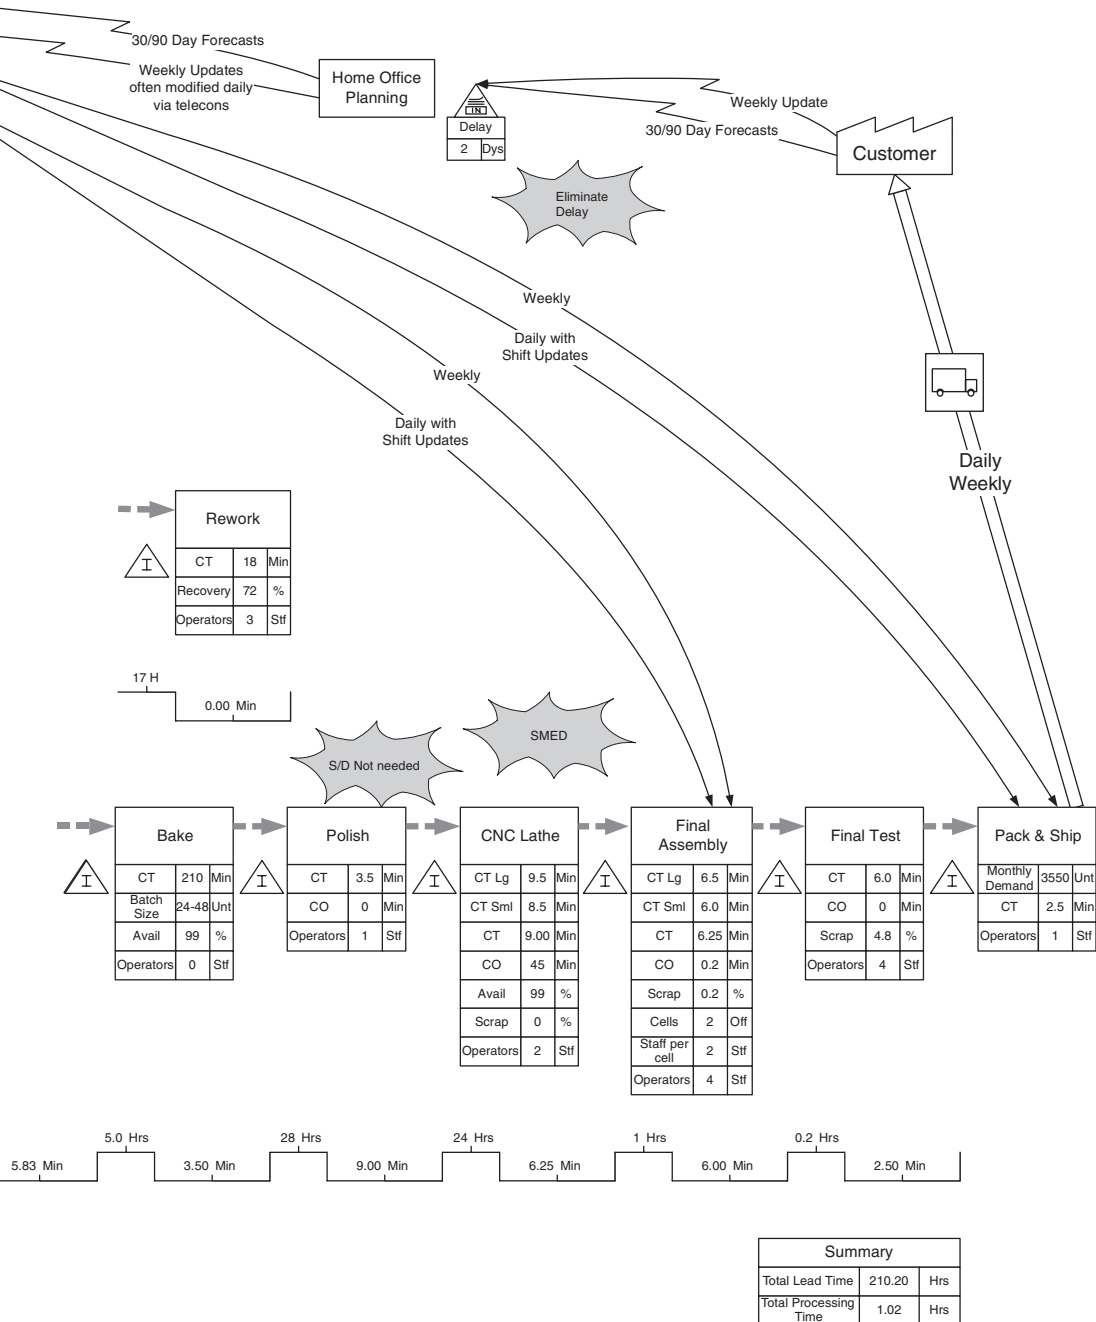 30/90 Day Forecasts
Weekly Updates
often modified daily
via telecons
Home Office
Planning
IN
Delay
2 Dys
Weekly Update
30/90 Day Forecasts
Customer
Eliminate
Delay
Weekly
Daily with
Shift Updates
Weekly
Daily with
Shift Updates
Daily
Weekly
Rework
I
CT 18 Min
Recovery 72 %
Operators 3 Stf
17 H
0.00 Min
S/D Not needed
SMED
Bake
I
CT 210 Min
Batch
Size 24-48 Unt
Avail 99 %
Operators 0 Stf
Polish
I
CT 3.5 Min
CO 0 Min
Operators 1 Stf
CNC Lathe
I
CT Lg 9.5 Min
CT Sml 8.5 Min
CT 9.00 Min
CO 45 Min
Avail 99 %
Scrap 0 %
Operators 2 Stf
Final
Assembly
I
CT Lg 6.5 Min
CT Sml 6.0 Min
CT 6.25 Min
CO 0.2 Min
Scrap 0.2 %
Cells 2 Off
Staff per
cell 2 Stf
Operators 4 Stf
Final Test
I
CT 6.0 Min
CO 0 Min
Scrap 4.8 %
Operators 4 Stf
Pack & Ship
I
Monthly
Demand 3550 Unt
CT 2.5 Min
Operators 1 Stf
5.0 Hrs 28 Hrs 24 Hrs 1 Hrs 0.2 Hrs
5.83 Min 3.50 Min 9.00 Min 6.25 Min 6.00 Min 2.50 Min
Summary
Total Lead Time 210.20 Hrs
Total Processing
Time 1.02 Hrs